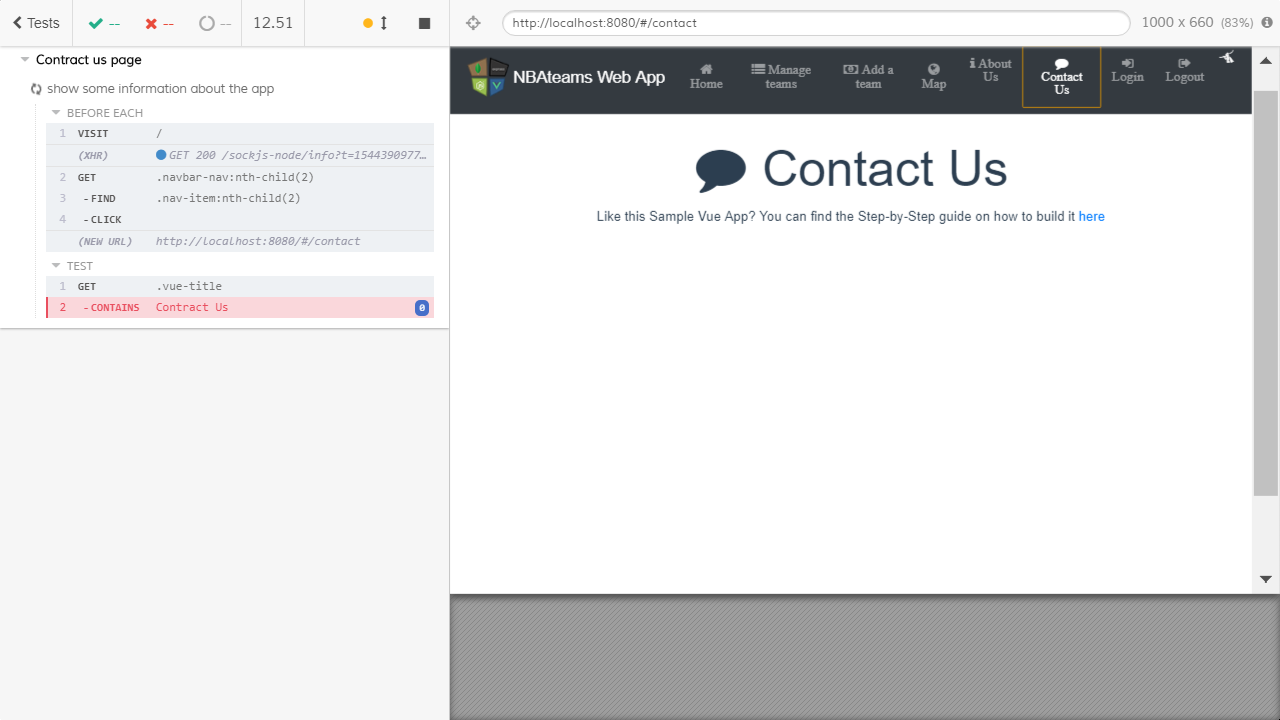 Tests
--
--
--
12.51
http://localhost:8080/#/contact
1000 x 660 (83%)
Contract us page
show some information about the app
BEFORE EACH
1 VISIT /
(XHR) GET 200 /sockjs-node/info?t=1544390977…
2 GET .navbar-nav:nth-child(2)
3 - FIND .nav-item:nth-child(2)
4 - CLICK
(NEW URL) http://localhost:8080/#/contact
TEST
1 GET .vue-title
2 - CONTAINS Contract Us 0
NBAteams Web App
Home
Manage
teams
Add a
team
Map
About
Us
Contact
Us
Login
Logout
Contact Us
Like this Sample Vue App? You can find the Step-by-Step guide on how to build it here